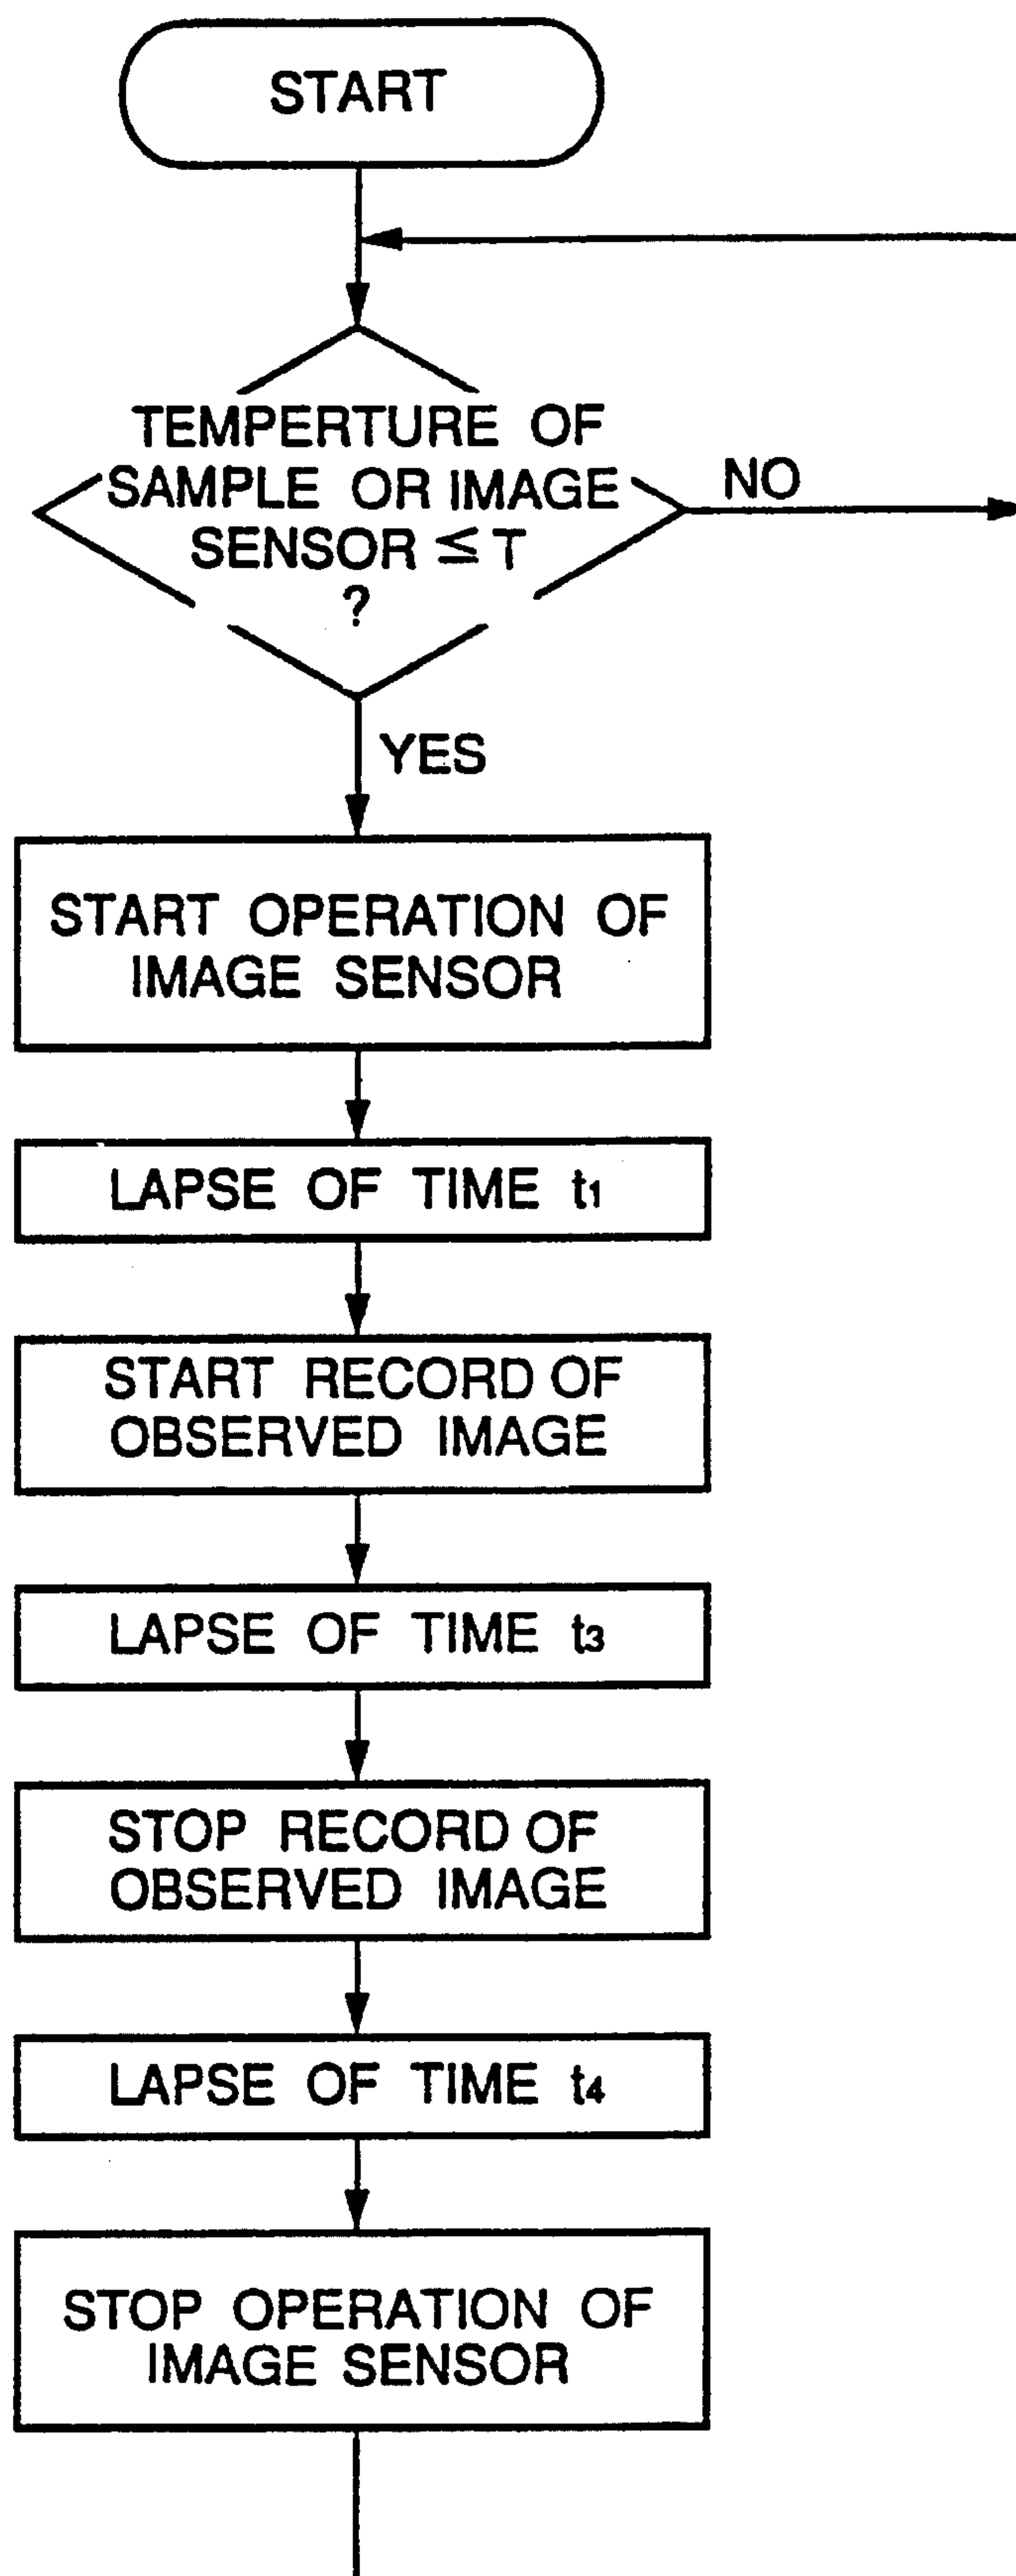 START
TEMPERTURE OF
SAMPLE OR IMAGE
SENSOR ≤ T
?
NO
YES
START OPERATION OF
IMAGE SENSOR
LAPSE OF TIME t1
START RECORD OF
OBSERVED IMAGE
LAPSE OF TIME t3
STOP RECORD OF
OBSERVED IMAGE
LAPSE OF TIME t4
STOP OPERATION OF
IMAGE SENSOR